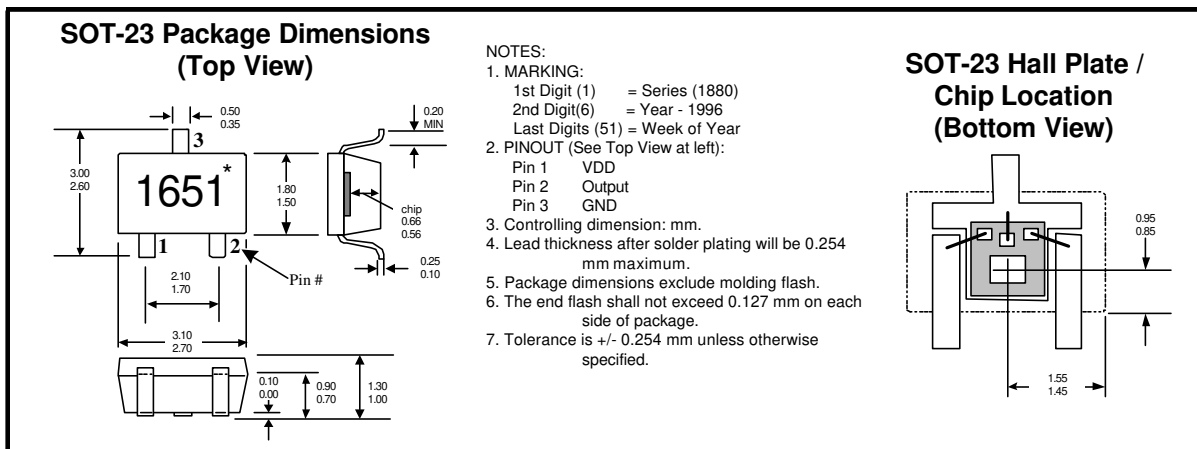 SOT-23 Package Dimensions
(Top View)
0.50
0.35
3
3.00
2.60
1651*
1.80
1.50
1
2
Pin #
2.10
1.70
3.10
2.70
0.20
MIN
chip
0.66
0.56
0.25
0.10
0.10
0.00
0.90
0.70
1.30
1.00
NOTES:
1. MARKING:
1st Digit (1) = Series (1880)
2nd Digit(6) = Year - 1996
Last Digits (51) = Week of Year
2. PINOUT (See Top View at left):
Pin 1 VDD
Pin 2 Output
Pin 3 GND
3. Controlling dimension: mm.
4. Lead thickness after solder plating will be 0.254
mm maximum.
5. Package dimensions exclude molding flash.
6. The end flash shall not exceed 0.127 mm on each
side of package.
7. Tolerance is +/- 0.254 mm unless otherwise
specified.
SOT-23 Hall Plate /
Chip Location
(Bottom View)
0.95
0.85
1.55
1.45